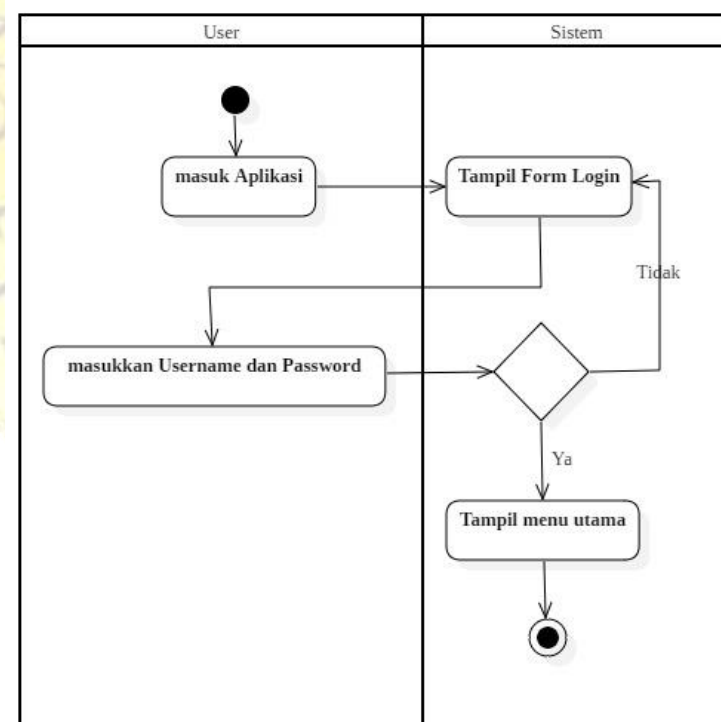 User
Sistem
masuk Aplikasi
Tampil Form Login
Tidak
masukkan Username dan Password
Ya
Tampil menu utama